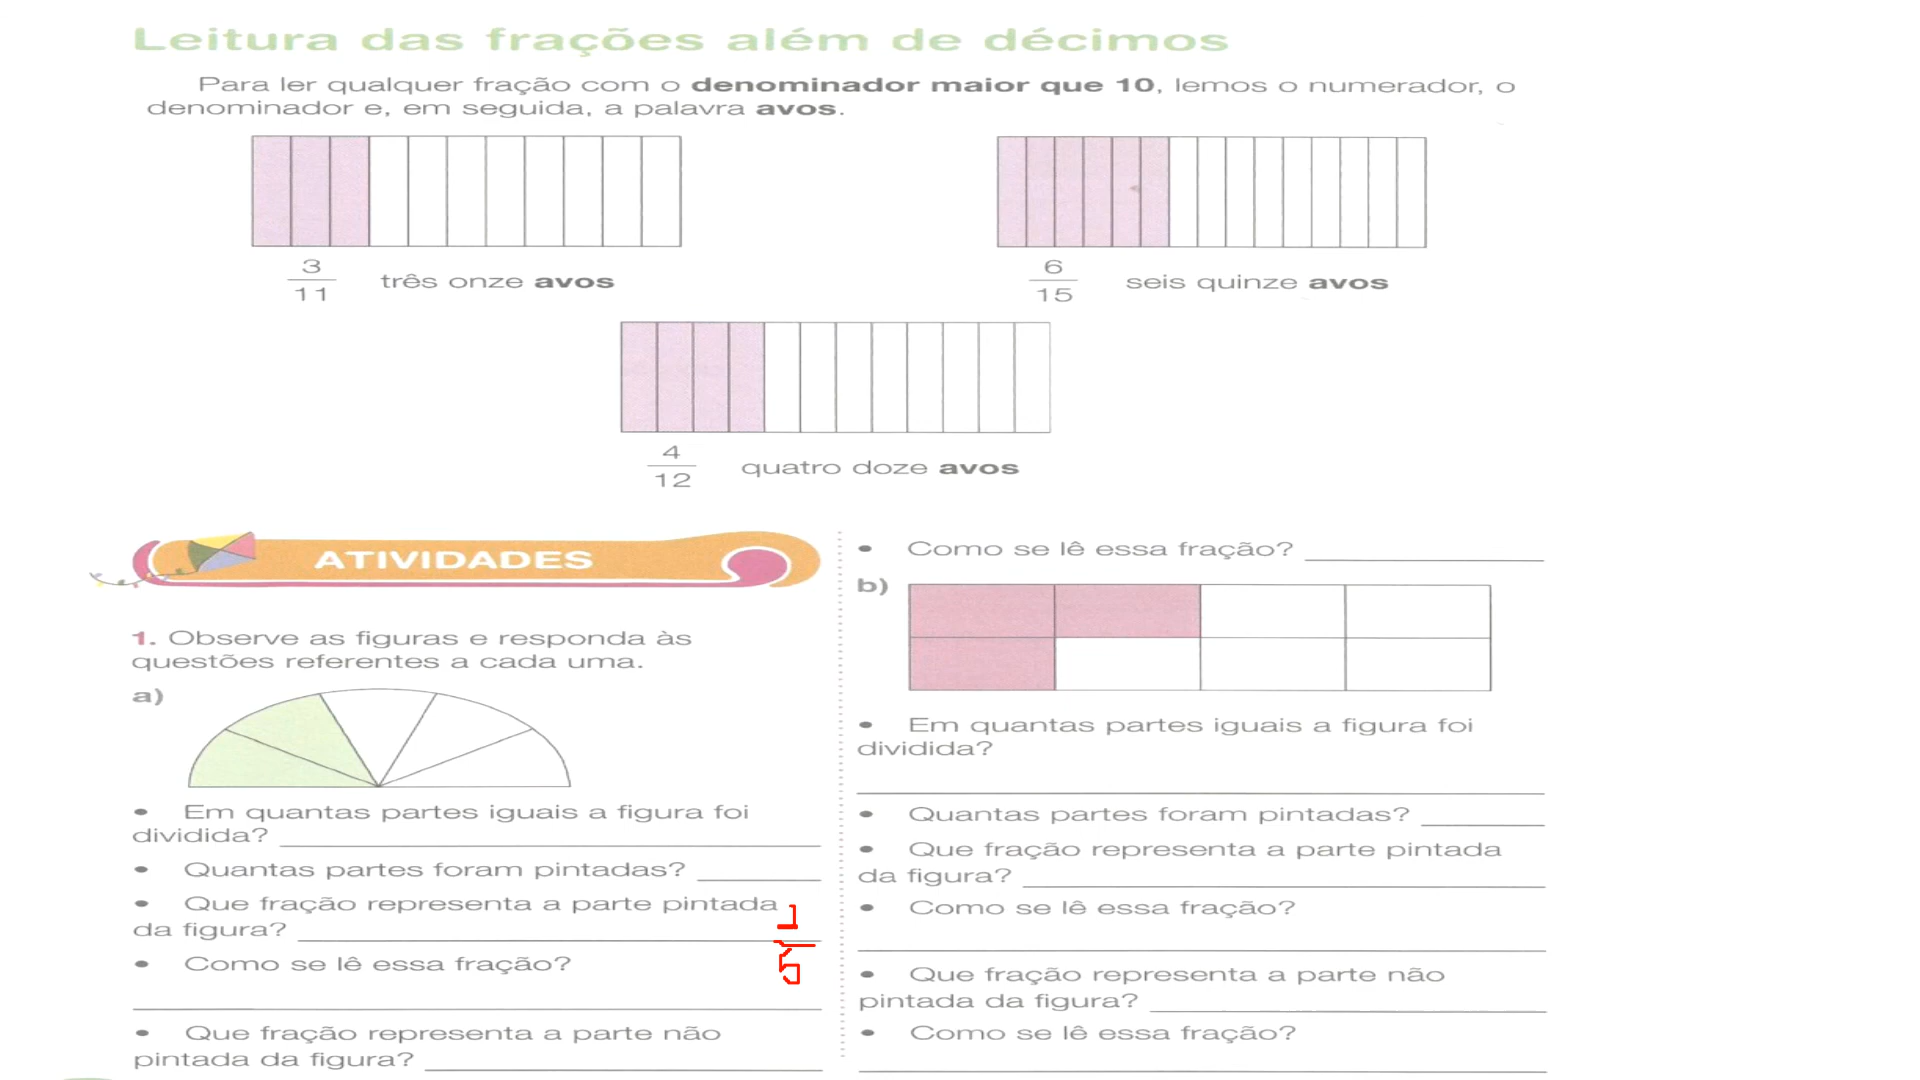 Leitura das frações além de décimos
Para ler qualquer fração com o denominador maior que 10, lemos o numerador, o
denominador e, em seguida, a palavra avos.
3
11
três onze avos
6
15
seis quinze avos
4
12
quatro doze avos
ATIVIDADES
1. Observe as figuras e responda às
questões referentes a cada uma.
a)
• Em quantas partes iguais a figura foi
dividida?
• Quantas partes foram pintadas?
• Que fração representa a parte pintada
da figura?
1
5
• Como se lê essa fração?
• Que fração representa a parte não
pintada da figura?
• Como se lê essa fração?
b)
• Em quantas partes iguais a figura foi
dividida?
• Quantas partes foram pintadas?
• Que fração representa a parte pintada
da figura?
• Como se lê essa fração?
• Que fração representa a parte não
pintada da figura?
• Como se lê essa fração?